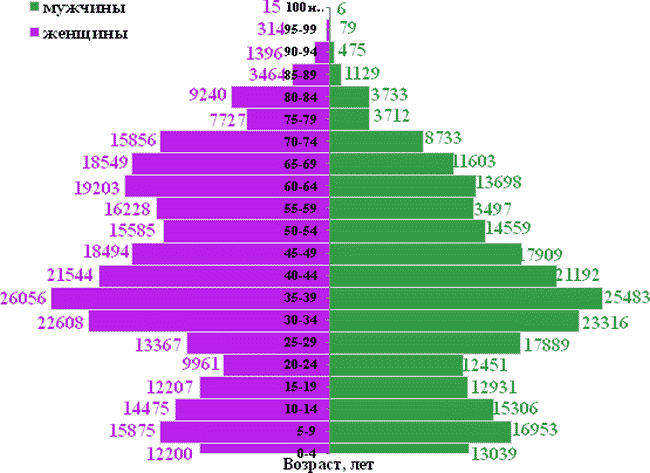 мужчины
женщины
15 100 и.. 6
314 95-99 79
1396 90-94 475
3464 85-89 1129
9240 80-84 3733
7727 75-79 3712
15856 70-74 8733
18549 65-69 11603
19203 60-64 13698
16228 55-59 3497
15585 50-54 14559
18494 45-49 17909
21544 40-44 21192
26056 35-39 25483
22608 30-34 23316
13367 25-29 17889
9961 20-24 12451
12207 15-19 12931
14475 10-14 15306
15875 5-9 16953
12200 0-4 13039
Возраст, лет